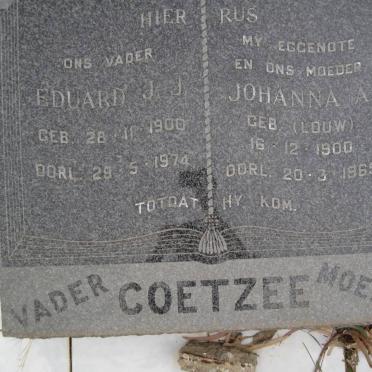 HIER RUS
ONS VADER
EDUARD J. J.
GEB. 28·11·1900
OORL. 29·5·1974
MY EGGENOTE
EN ONS MOEDER
JOHANNA A
GEB. (LOUW)
16·12·1900
OORL. 20·3·1965
TOTDAT HY KOM.
VADER COETZEE MOE